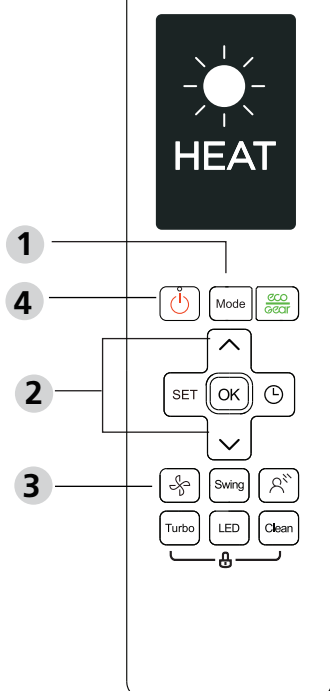 HEAT
1
4
Mode
eco
Gear
2
SET
OK
3
Swing
Turbo
LED
Clean